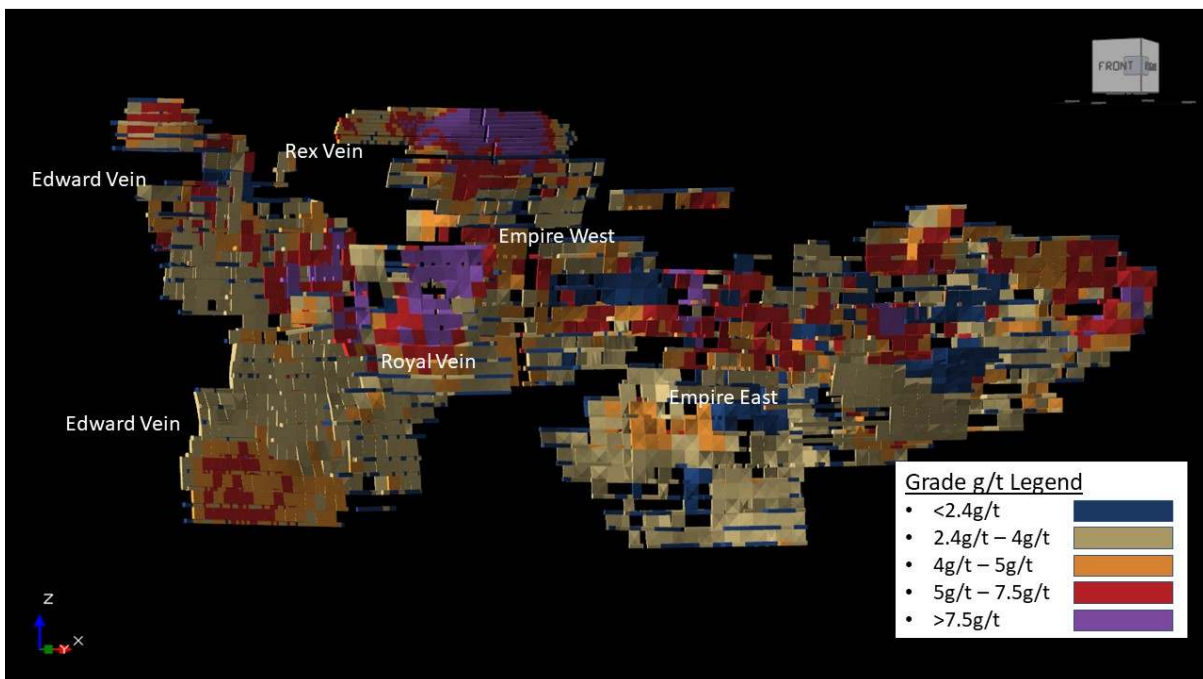 FRONT
Rex Vein
Edward Vein
Empire West
Royal Vein
Empire East
Edward Vein
Grade g/t Legend
• <2.4g/t
• 2.4g/t – 4g/t
• 4g/t – 5g/t
• 5g/t – 7.5g/t
• >7.5g/t
Z
X
Y